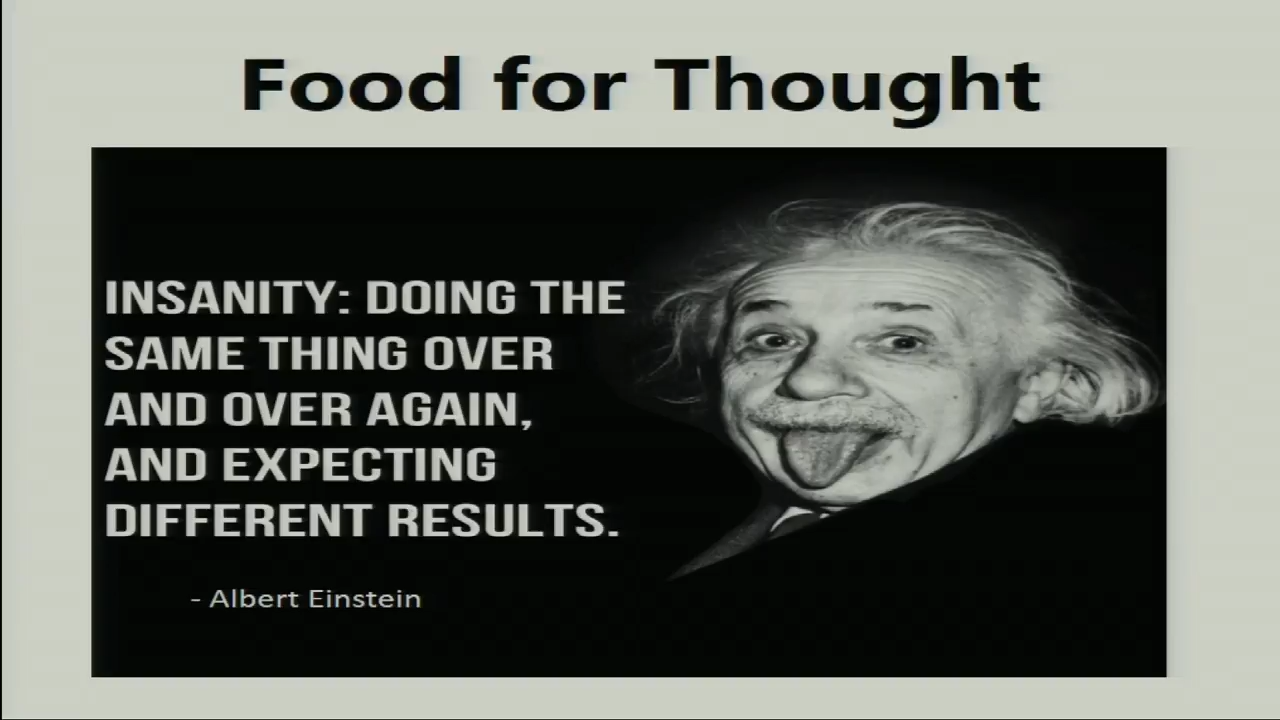 Food for Thought
INSANITY: DOING THE
SAME THING OVER
AND OVER AGAIN,
AND EXPECTING
DIFFERENT RESULTS.
- Albert Einstein